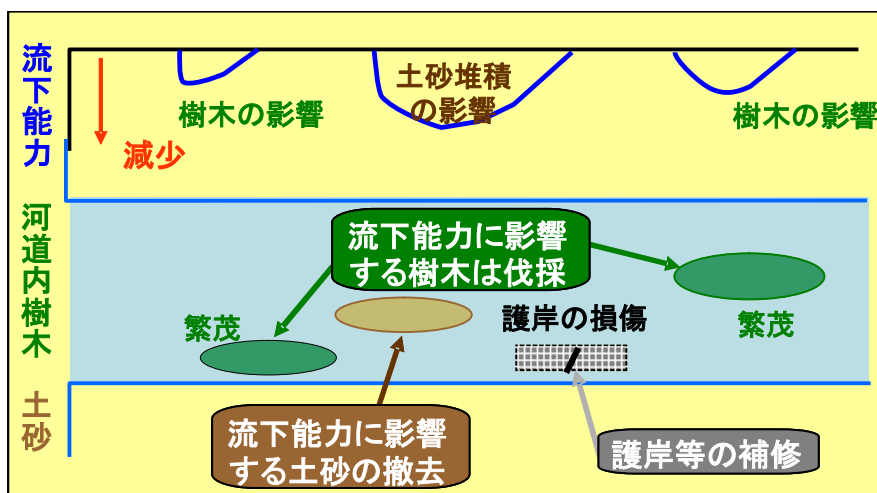 流下能力
樹木の影響
土砂堆積
の影響
樹木の影響
減少
河道内樹木
流下能力に影響
する樹木は伐採
繁茂
護岸の損傷
繁茂
土砂
流下能力に影響
する土砂の撤去
護岸等の補修